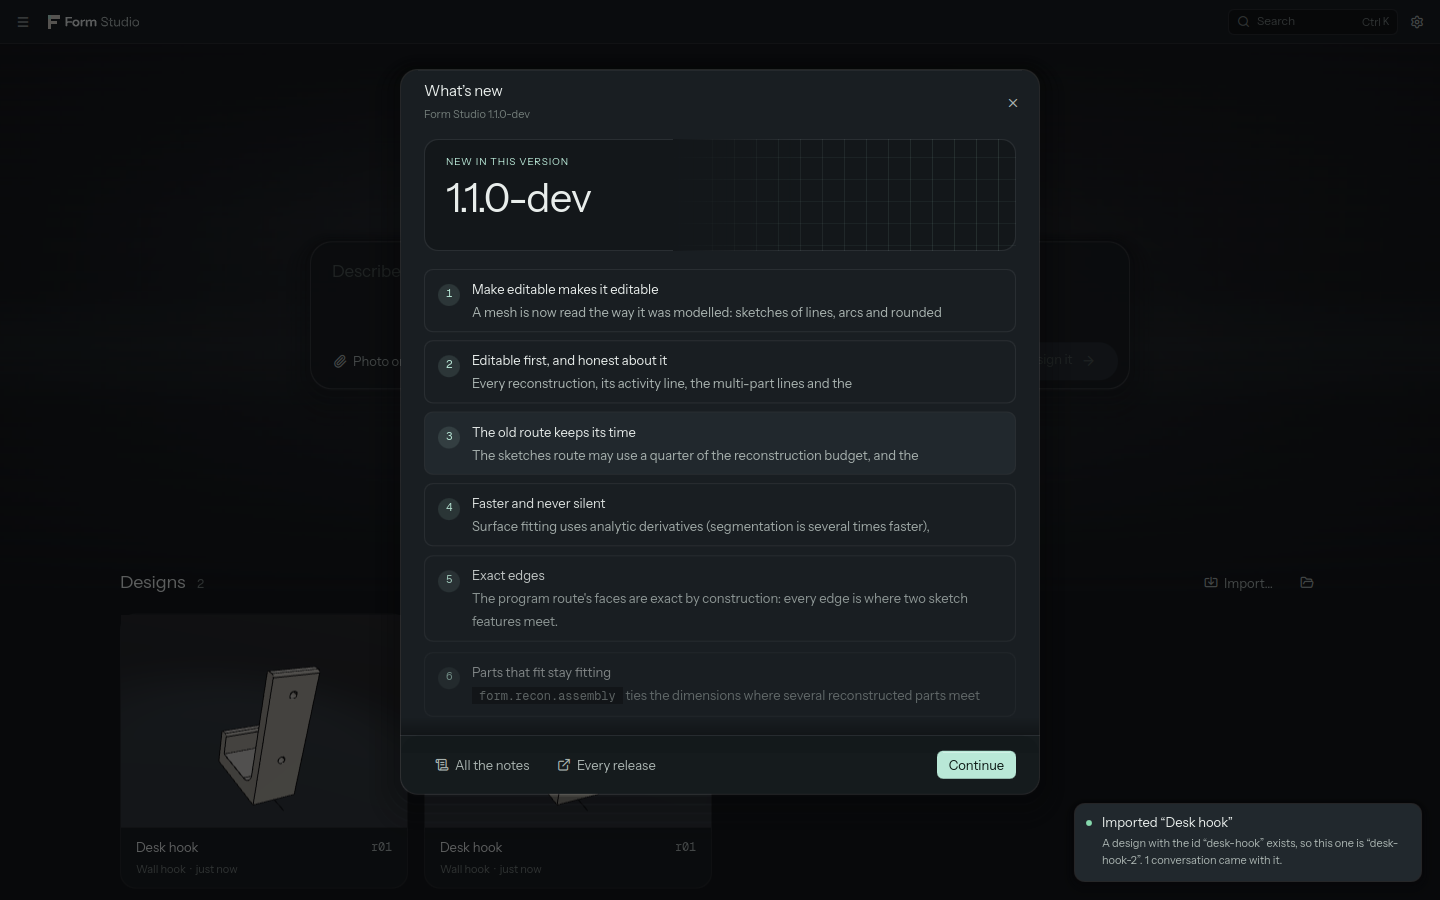 Form Studio
Search
Ctrl K
What's new
Form Studio 1.1.0-dev
NEW IN THIS VERSION
1.1.0-dev
Describe
Photo or
ign it
1
Make editable makes it editable
A mesh is now read the way it was modelled: sketches of lines, arcs and rounded
2
Editable first, and honest about it
Every reconstruction, its activity line, the multi-part lines and the
3
The old route keeps its time
The sketches route may use a quarter of the reconstruction budget, and the
4
Faster and never silent
Surface fitting uses analytic derivatives (segmentation is several times faster),
5
Exact edges
The program route's faces are exact by construction: every edge is where two sketch
features meet.
6
Parts that fit stay fitting
form.recon.assembly ties the dimensions where several reconstructed parts meet
All the notes
Every release
Continue
Designs 2
Import...
Desk hook r01
Wall hook · just now
Desk hook r01
Wall hook · just now
Imported “Desk hook”
A design with the id “desk-hook” exists, so this one is “desk-
hook-2”. 1 conversation came with it.